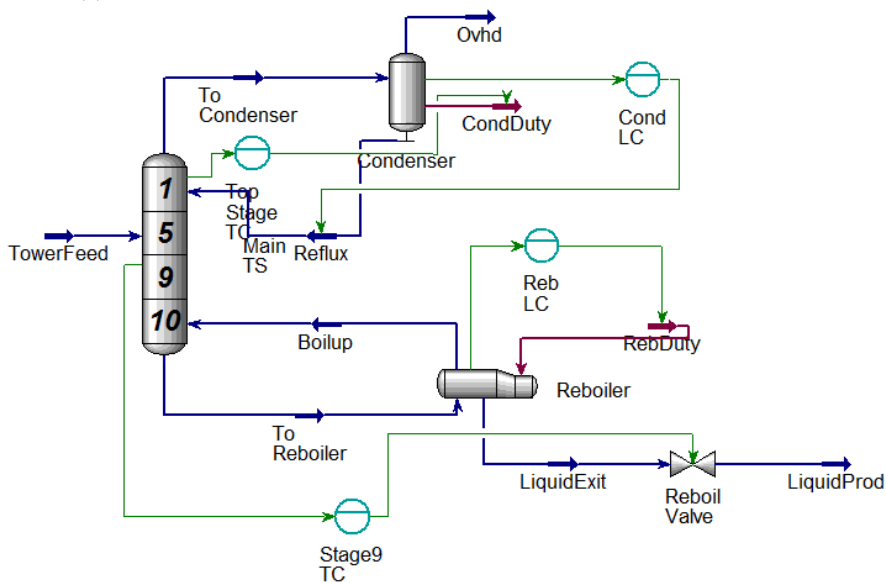 Ovhd
To
Condenser
CondDuty
Cond
LC
Condenser
1
Top
Stage
TC
5
TowerFeed
Main
TS
Reflux
9
Reb
LC
10
Boilup
RebDuty
Reboiler
To
Reboiler
LiquidExit
Reboil
Valve
LiquidProd
Stage9
TC